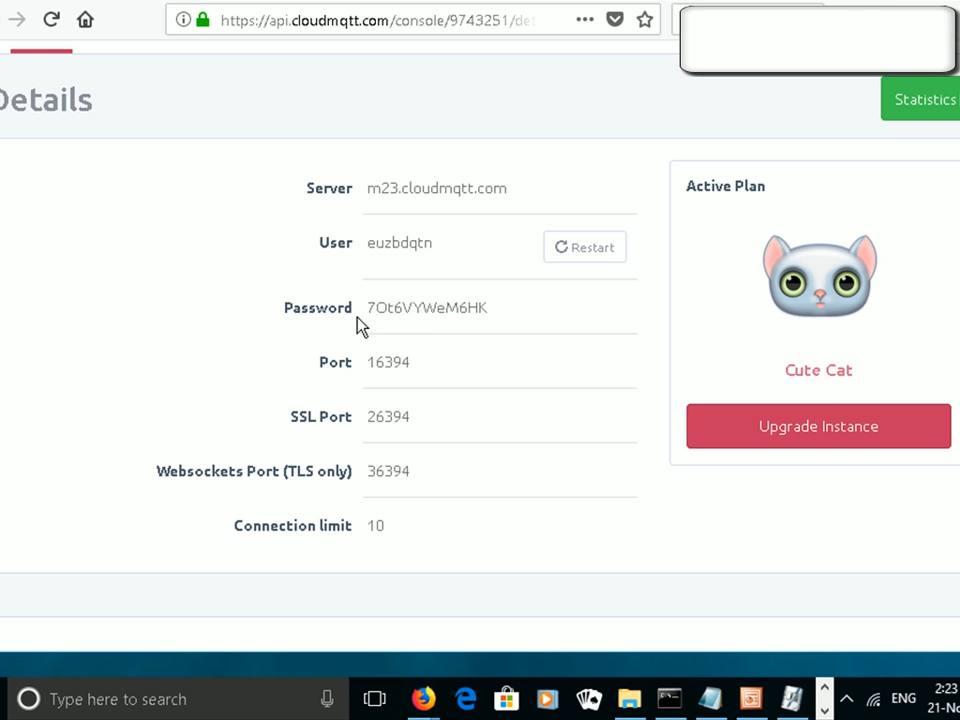 https://api.cloudmqtt.com/console/9743251/de
Details
Statistics
Server m23.cloudmqtt.com
User euzbdqtn
Restart
Password 7Ot6VYWeM6HK
Port 16394
SSL Port 26394
Websockets Port (TLS only) 36394
Connection limit 10
Active Plan
Cute Cat
Upgrade Instance
Type here to search
ENG
2:23
21-No